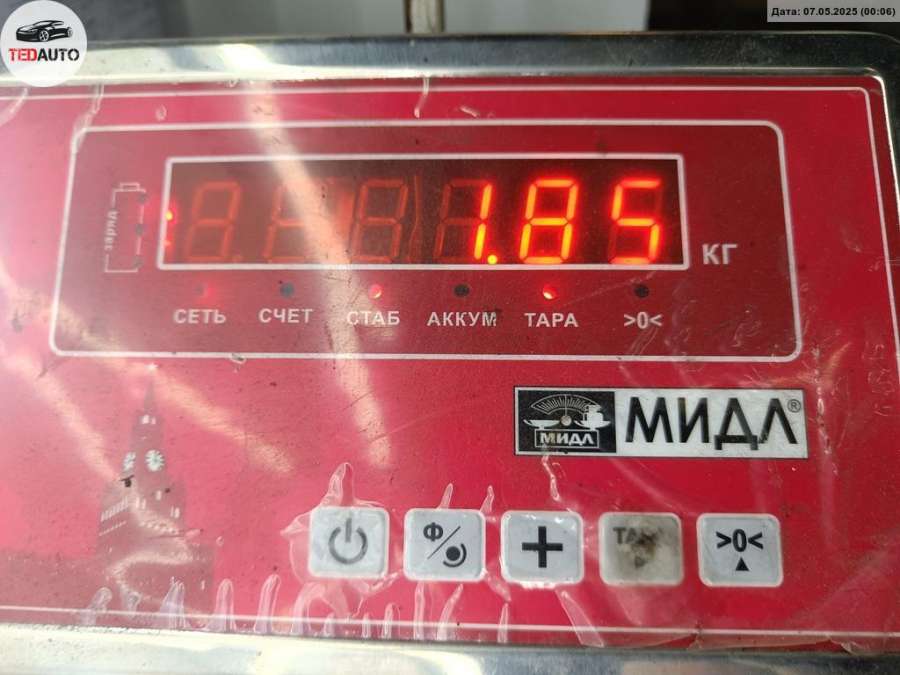 TEDAUTO
Дата: 07.05.2025 (00:06)
заряд
1.85
КГ
СЕТЬ СЧЕТ СТАБ АККУМ ТАРА >0<
МИДЛ МИДЛ®
Ф/ + >0<